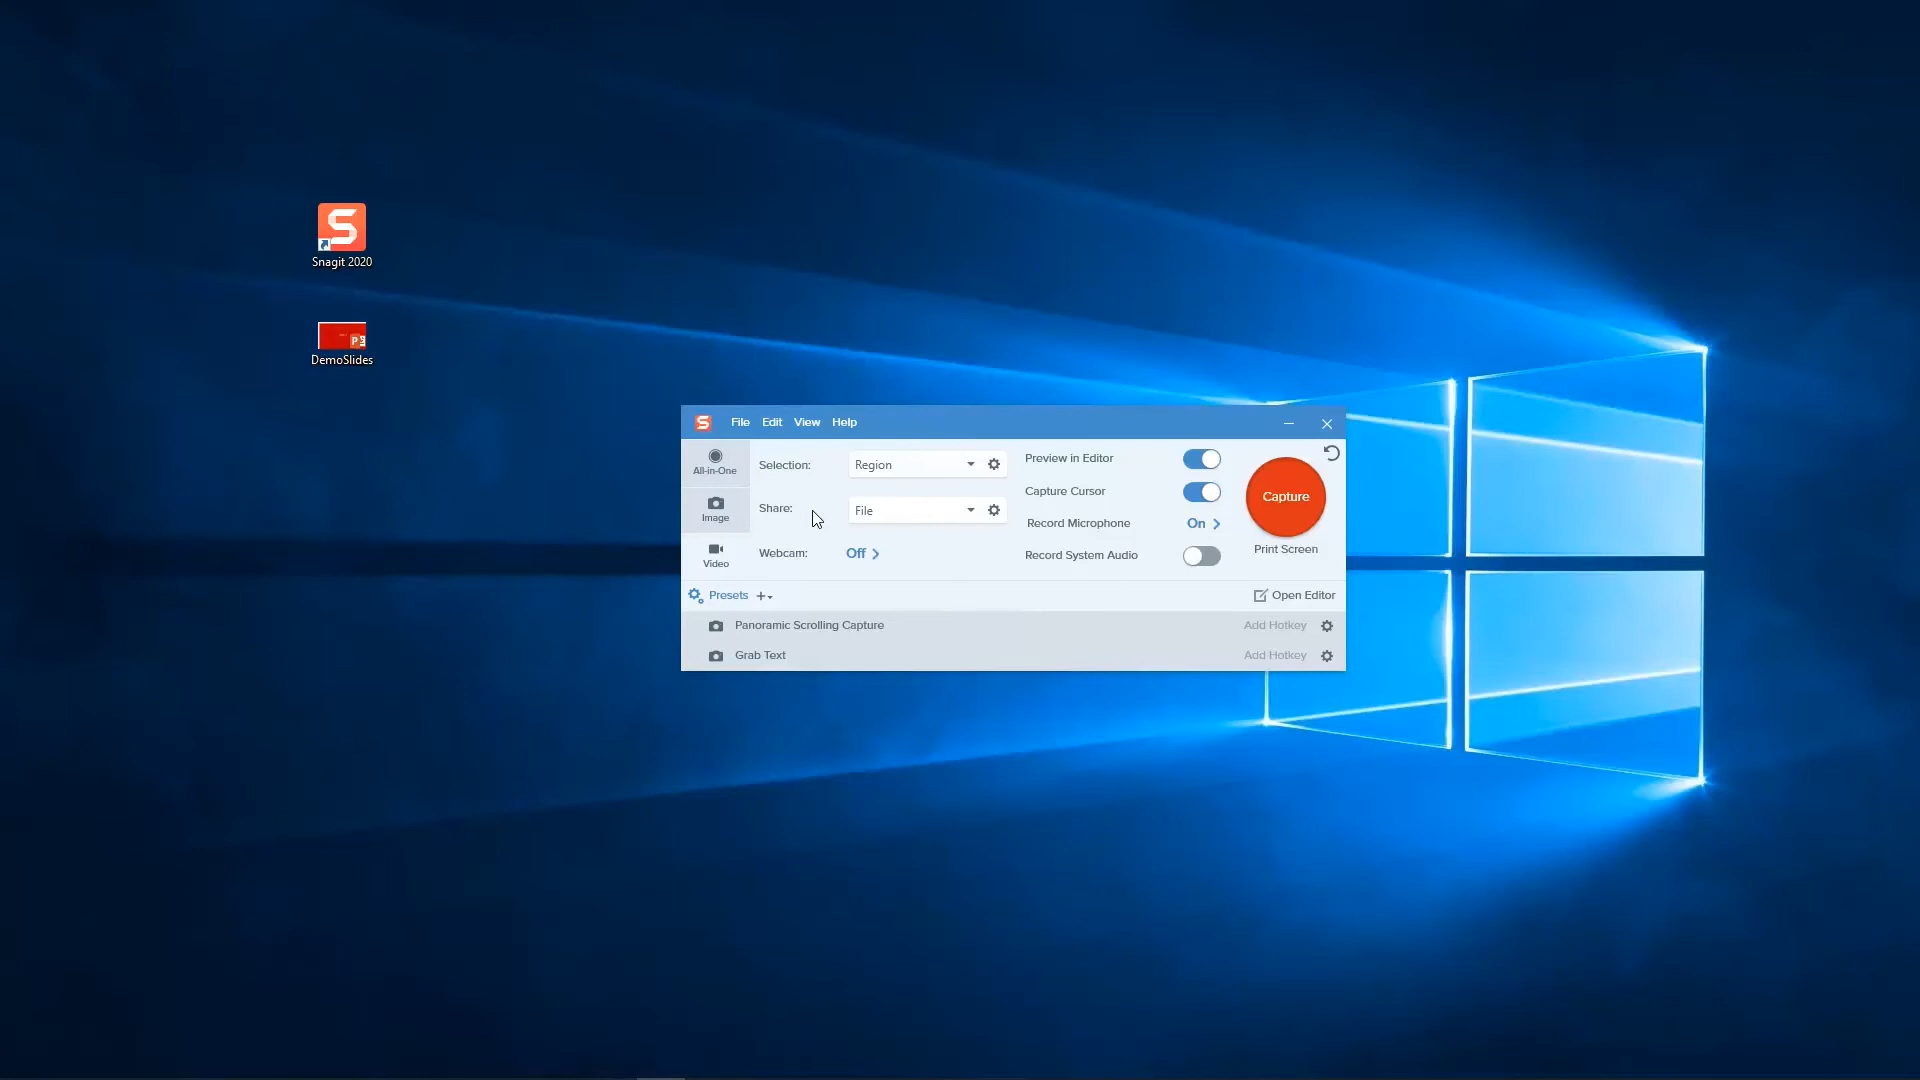 Snagit 2020
DemoSlides
File Edit View Help
All-in-One
Image
Video
Selection:
Region
Share:
File
Webcam:
Off
Preview in Editor
Capture Cursor
Record Microphone
On
Record System Audio
Capture
Print Screen
Presets
Open Editor
Panoramic Scrolling Capture
Add Hotkey
Grab Text
Add Hotkey